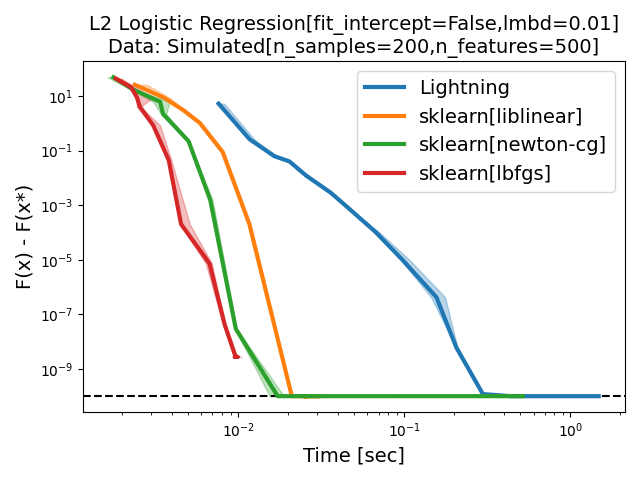 L2 Logistic Regression[fit_intercept=False,lmbd=0.01]
Data: Simulated[n_samples=200,n_features=500]
F(x) - F(x*)
10¹
10⁻¹
10⁻³
10⁻⁵
10⁻⁷
10⁻⁹
Lightning
sklearn[liblinear]
sklearn[newton-cg]
sklearn[lbfgs]
10⁻²
10⁻¹
10⁰
Time [sec]